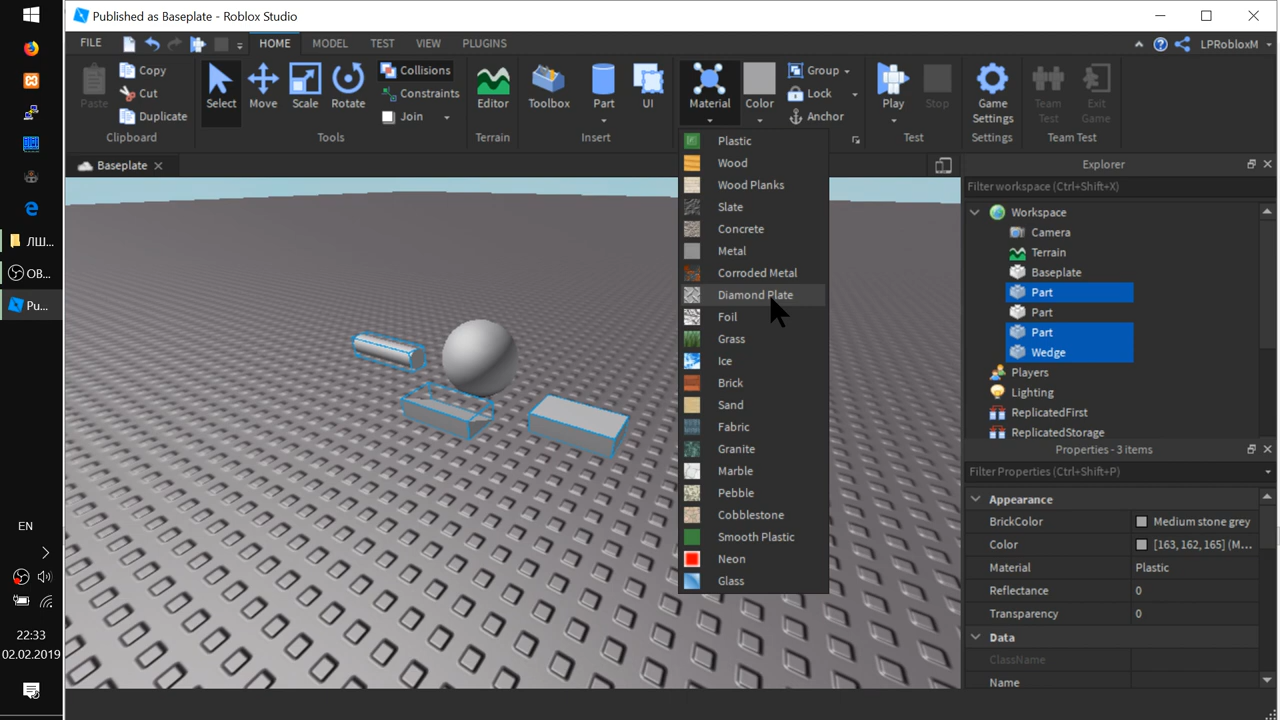 Published as Baseplate - Roblox Studio
FILE HOME MODEL TEST VIEW PLUGINS LPRobloxM
Paste Copy Cut Duplicate
Clipboard
Select Move Scale Rotate
Collisions
Constraints
Join
Tools
Editor
Terrain
Toolbox Part UI
Insert
Material Color
Group
Lock
Anchor
Play Stop
Test
Game Settings
Settings
Team Test
Exit Game
Team Test
Baseplate
Plastic
Wood
Wood Planks
Slate
Concrete
Metal
Corroded Metal
Diamond Plate
Foil
Grass
Ice
Brick
Sand
Fabric
Granite
Marble
Pebble
Cobblestone
Smooth Plastic
Neon
Glass
Explorer
Filter workspace (Ctrl+Shift+X)
Workspace
Camera
Terrain
Baseplate
Part
Part
Part
Wedge
Players
Lighting
ReplicatedFirst
ReplicatedStorage
Properties - 3 items
Filter Properties (Ctrl+Shift+P)
Appearance
BrickColor Medium stone grey
Color [163, 162, 165] (M...
Material Plastic
Reflectance 0
Transparency 0
Data
ClassName
Name
ЛШ...
OB...
Pu...
EN
22:33
02.02.2019